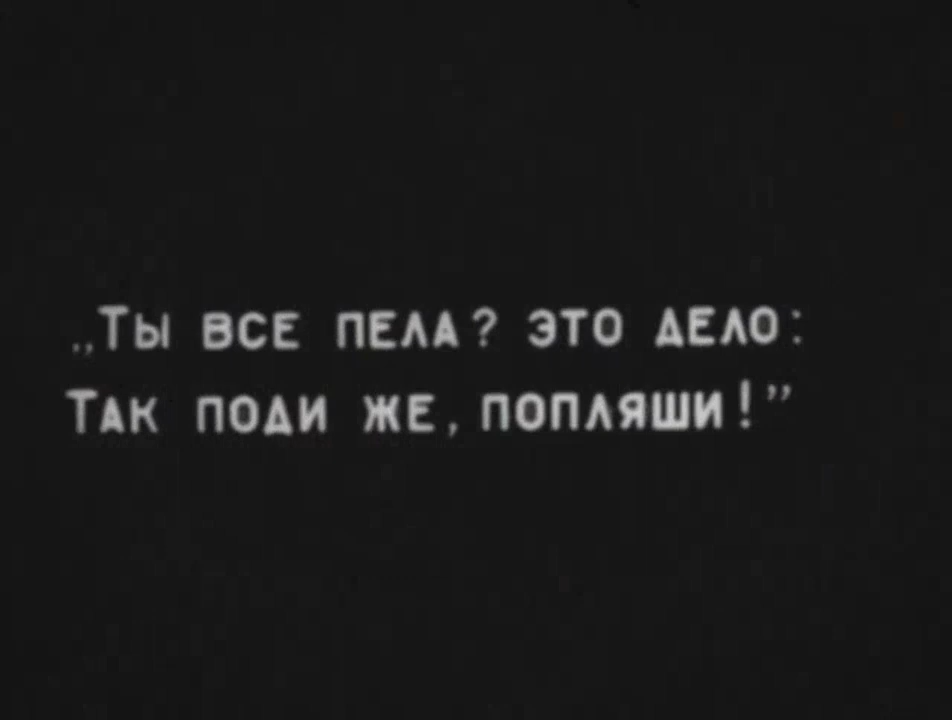 „Ты ВСЕ ПЕЛА? ЭТО ДЕЛО:
ТАК ПОДИ ЖЕ, ПОПЛЯШИ!”